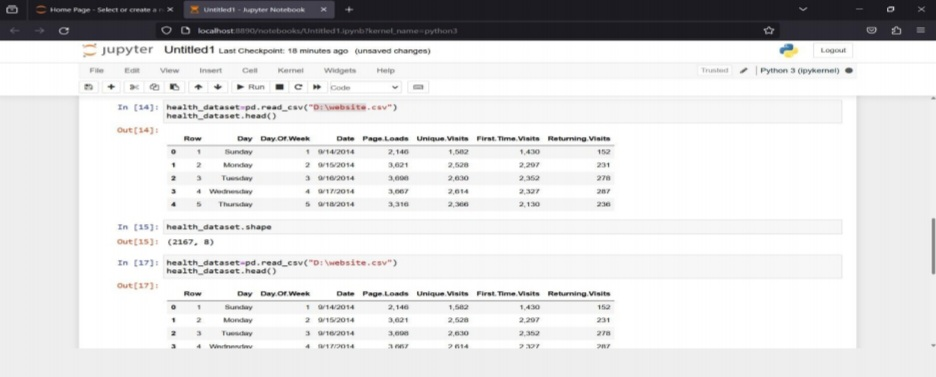 Home Page - Select or create a n
Untitled1 - Jupyter Notebook
localhost:8890/notebooks/Untitled1.ipynb?kernel_name=python3
jupyter Untitled1 Last Checkpoint: 18 minutes ago (unsaved changes)
Logout
File Edit View Insert Cell Kernel Widgets Help
Trusted Python 3 (ipykernel)
Run Code
In [14]: health_dataset=pd.read_csv("D:\website.csv")
health_dataset.head()
Out[14]:
Row Day Day.Of.Week Date Page.Loads Unique.Visits First.Time.Visits Returning.Visits
0 1 Sunday 1 9/14/2014 2,146 1,582 1,430 152
1 2 Monday 2 9/15/2014 3,621 2,528 2,297 231
2 3 Tuesday 3 9/16/2014 3,698 2,630 2,352 278
3 4 Wednesday 4 9/17/2014 3,667 2,614 2,327 287
4 5 Thursday 5 9/18/2014 3,316 2,366 2,130 236
In [15]: health_dataset.shape
Out[15]: (2167, 8)
In [17]: health_dataset=pd.read_csv("D:\website.csv")
health_dataset.head()
Out[17]:
Row Day Day.Of.Week Date Page.Loads Unique.Visits First.Time.Visits Returning.Visits
0 1 Sunday 1 9/14/2014 2,146 1,582 1,430 152
1 2 Monday 2 9/15/2014 3,621 2,528 2,297 231
2 3 Tuesday 3 9/16/2014 3,698 2,630 2,352 278
3 4 Wednesday 4 9/17/2014 3,667 2,614 2,327 287